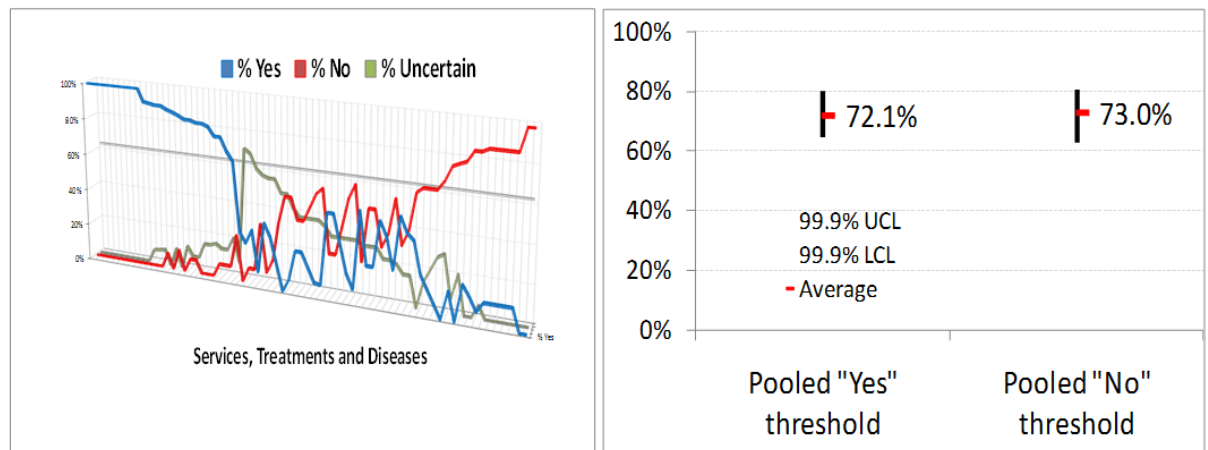 % Yes % No % Uncertain
100%
80%
60%
40%
20%
0%
% Yes
Services, Treatments and Diseases
100%
80%
60%
40%
20%
0%
72.1%
73.0%
99.9% UCL
99.9% LCL
Average
Pooled "Yes"
threshold
Pooled "No"
threshold